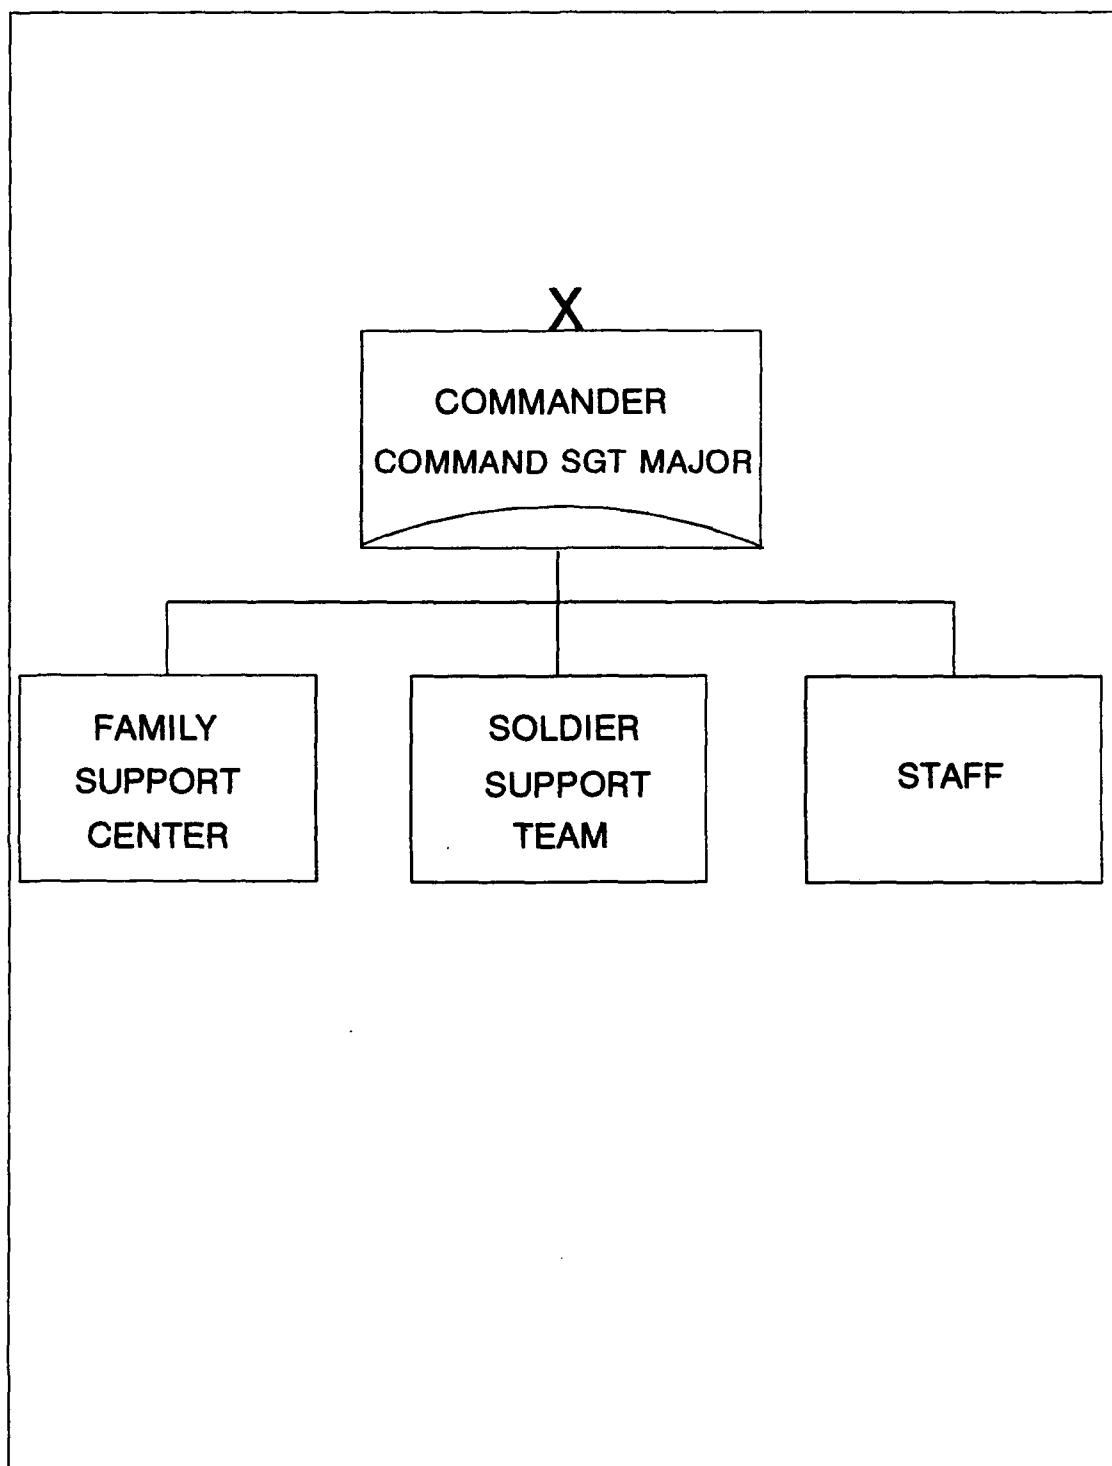 X
COMMANDER
COMMAND SGT MAJOR
FAMILY
SUPPORT
CENTER
SOLDIER
SUPPORT
TEAM
STAFF